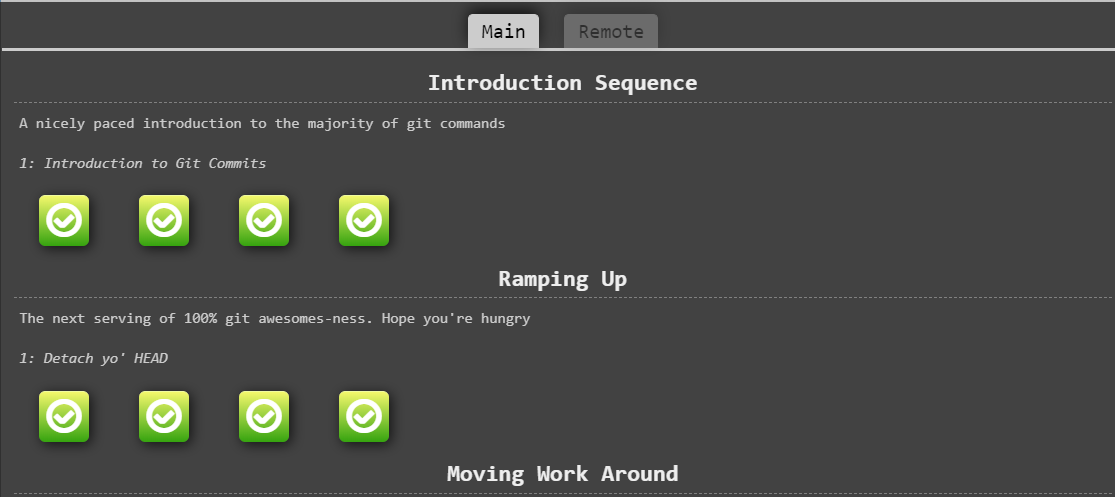 Main Remote
Introduction Sequence
A nicely paced introduction to the majority of git commands
1: Introduction to Git Commits
Ramping Up
The next serving of 100% git awesomes-ness. Hope you're hungry
1: Detach yo' HEAD
Moving Work Around